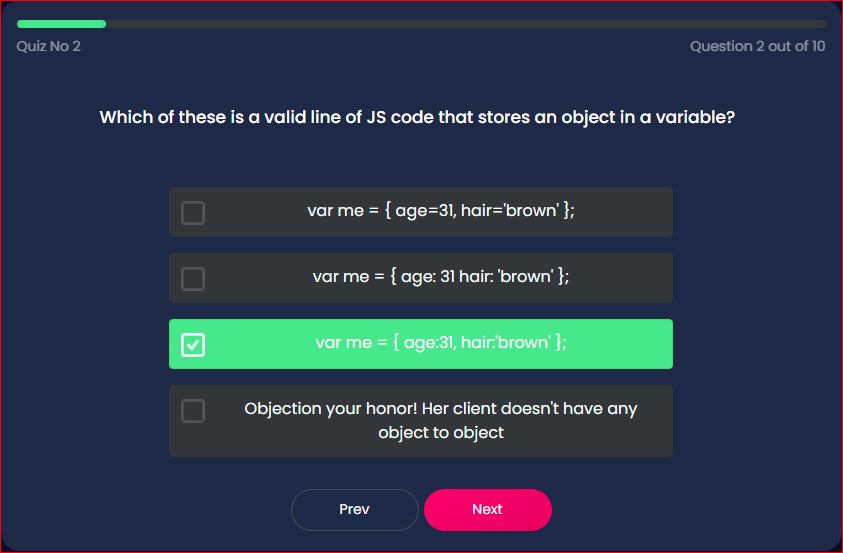 Quiz No 2
Question 2 out of 10
Which of these is a valid line of JS code that stores an object in a variable?
var me = { age=31, hair='brown' };
var me = { age: 31 hair: 'brown' };
var me = { age:31, hair:'brown' };
Objection your honor! Her client doesn't have any
object to object
Prev
Next